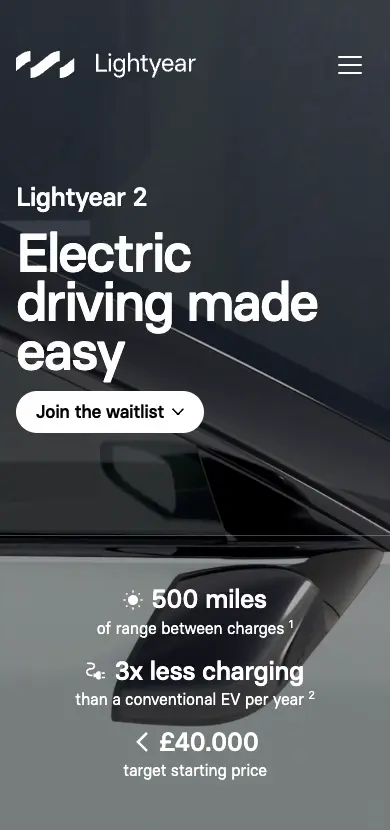 Lightyear
Lightyear 2
Electric
driving made
easy
Join the waitlist
500 miles
of range between charges ¹
3x less charging
than a conventional EV per year ²
< £40.000
target starting price